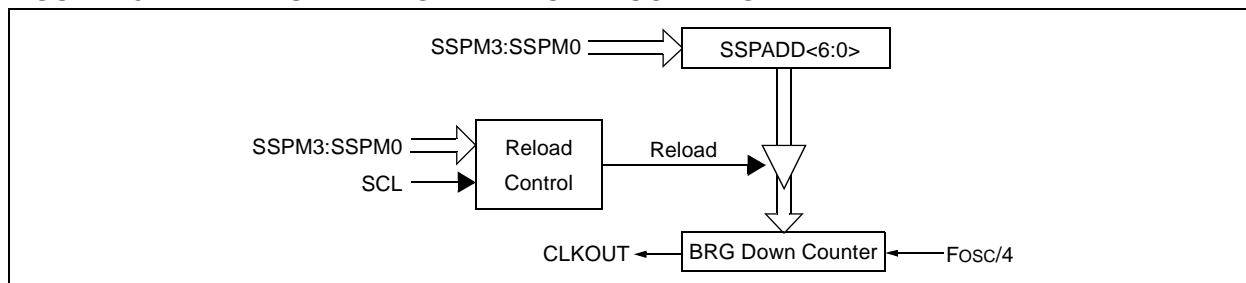 SSPM3:SSPM0
SSPADD<6:0>
SSPM3:SSPM0
SCL
Reload
Control
Reload
CLKOUT
BRG Down Counter
FOSC/4